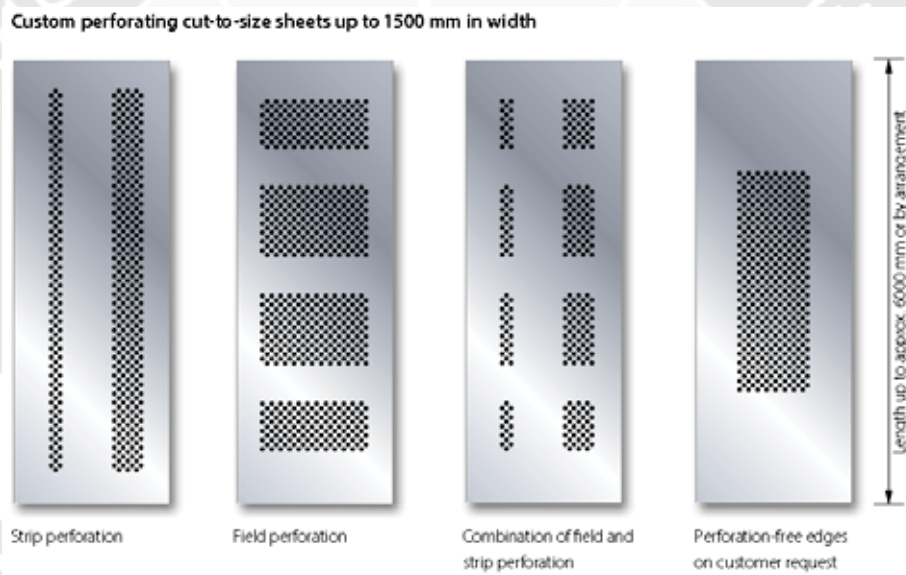 Custom perforating cut-to-size sheets up to 1500 mm in width
Strip perforation
Field perforation
Combination of field and
strip perforation
Perforation-free edges
on customer request
Length up to approx. 6000 mm or by arrangement